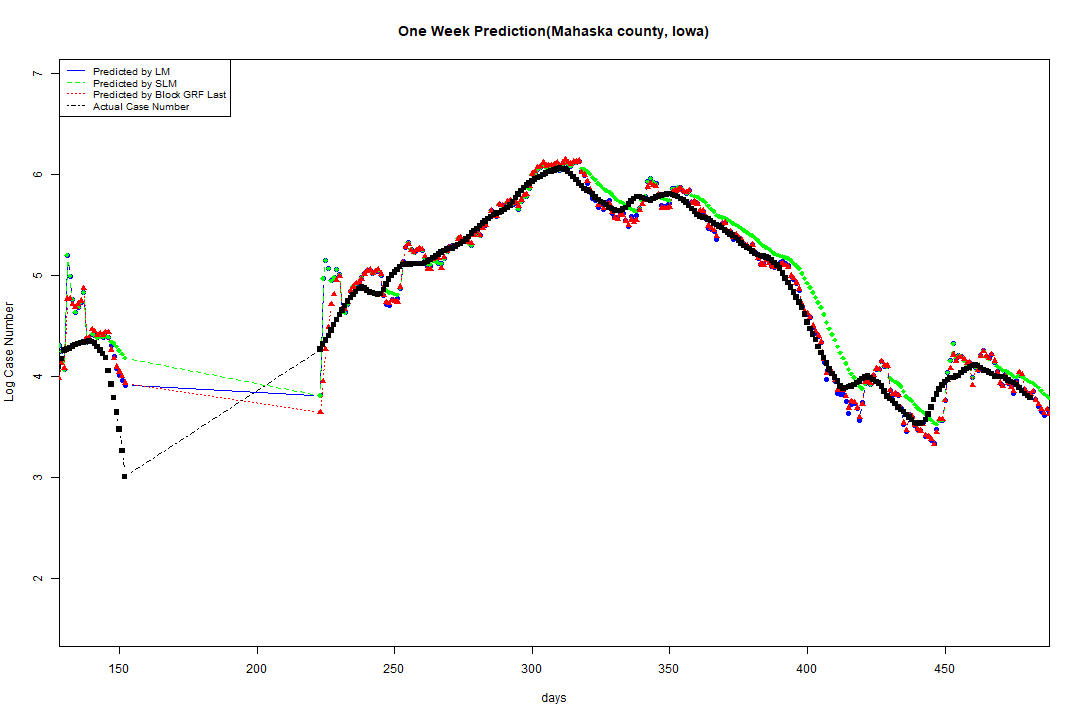 One Week Prediction(Mahaska county, Iowa)
Predicted by LM
Predicted by SLM
Predicted by Block GRF Last
Actual Case Number
Log Case Number
7
6
5
4
3
2
150 200 250 300 350 400 450
days